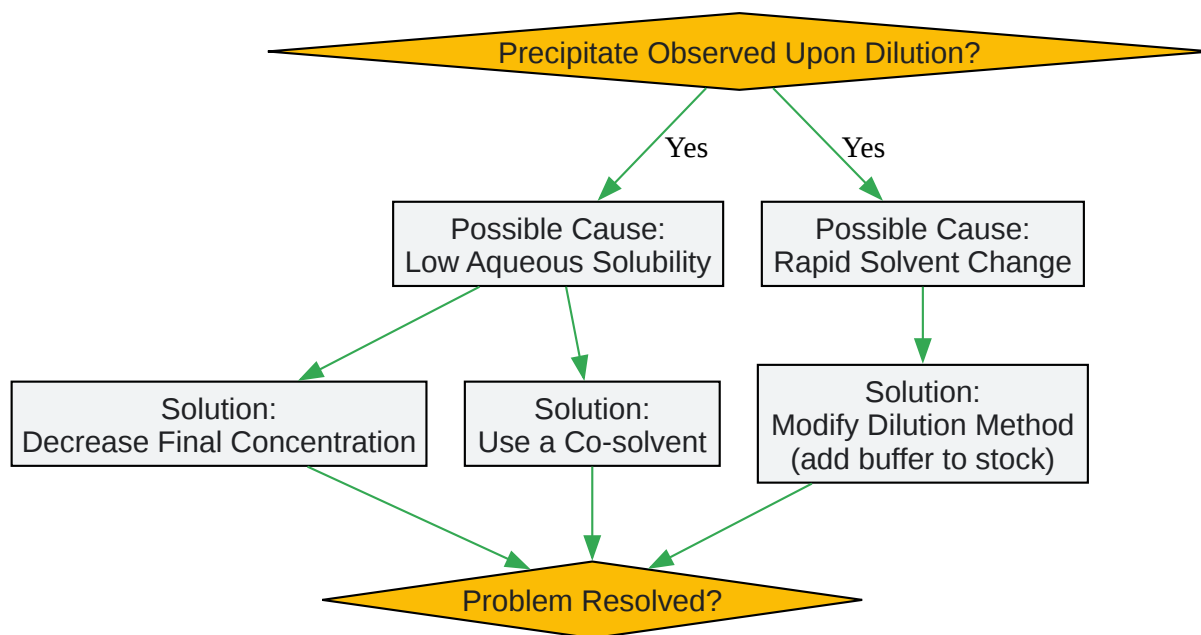 Precipitate Observed Upon Dilution?
Yes
Yes
Possible Cause:
Low Aqueous Solubility
Possible Cause:
Rapid Solvent Change
Solution:
Decrease Final Concentration
Solution:
Use a Co-solvent
Solution:
Modify Dilution Method
(add buffer to stock)
Problem Resolved?